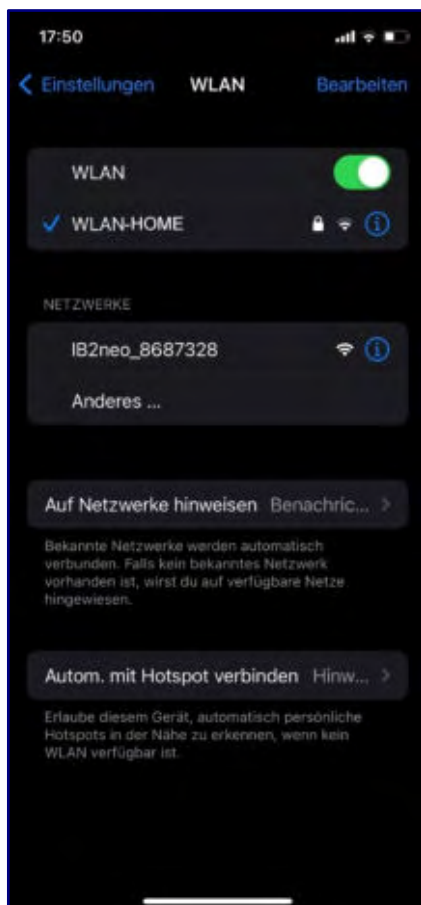 17:50
Einstellungen WLAN Bearbeiten
WLAN
WLAN-HOME
NETZWERKE
IB2neo_8687328
Anderes ...
Auf Netzwerke hinweisen Benachric...
Bekannte Netzwerke werden automatisch
verbunden. Falls kein bekanntes Netzwerk
vorhanden ist, wirst du auf verfügbare Netze
hingewiesen.
Autom. mit Hotspot verbinden Hinw...
Erlaube diesem Gerät, automatisch persönliche
Hotspots in der Nähe zu erkennen, wenn kein
WLAN verfügbar ist.